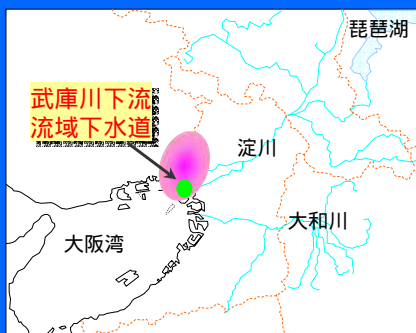 琵琶湖
武庫川下流
流域下水道
淀川
大和川
大阪湾